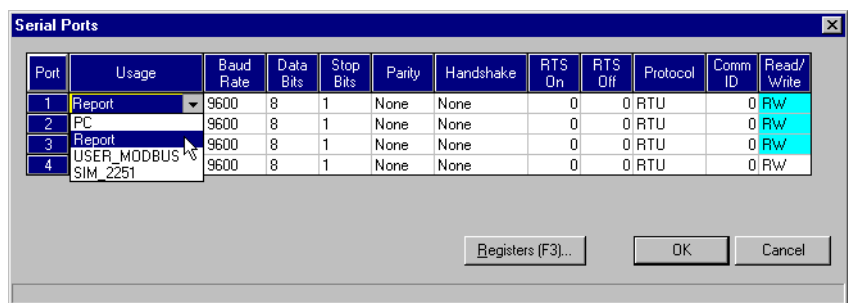 Serial Ports
Port Usage Baud Rate Data Bits Stop Bits Parity Handshake RTS On RTS Off Protocol Comm ID Read/ Write
1 Report 9600 8 1 None None 0 0 RTU 0 RW
2 PC 9600 8 1 None None 0 0 RTU 0 RW
3 Report 9600 8 1 None None 0 0 RTU 0 RW
USER_MODBUS
4 SIM_2251 9600 8 1 None None 0 0 RTU 0 RW
Registers (F3)... OK Cancel